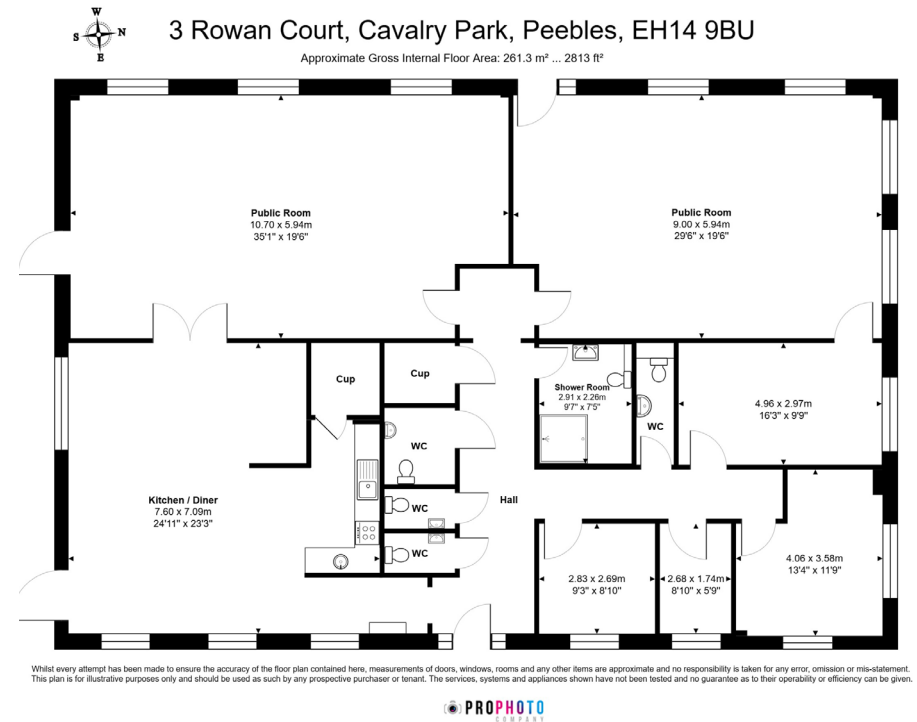 W
S N
E
3 Rowan Court, Cavalry Park, Peebles, EH14 9BU
Approximate Gross Internal Floor Area: 261.3 m² ... 2813 ft²
Public Room
10.70 x 5.94m
35'1" x 19'6"
Public Room
9.00 x 5.94m
29'6" x 19'6"
Cup
Cup
Shower Room
2.91 x 2.26m
9'7" x 7'5"
WC
4.96 x 2.97m
16'3" x 9'9"
WC
Kitchen / Diner
7.60 x 7.09m
24'11" x 23'3"
WC
Hall
WC
2.83 x 2.69m
9'3" x 8'10"
2.68 x 1.74m
8'10" x 5'9"
4.06 x 3.58m
13'4" x 11'9"
Whilst every attempt has been made to ensure the accuracy of the floor plan contained here, measurements of doors, windows, rooms and any other items are approximate and no responsibility is taken for any error, omission or mis-statement.
This plan is for illustrative purposes only and should be used as such by any prospective purchaser or tenant. The services, systems and appliances shown have not been tested and no guarantee as to their operability or efficiency can be given.
PROPHOTO
COMPANY